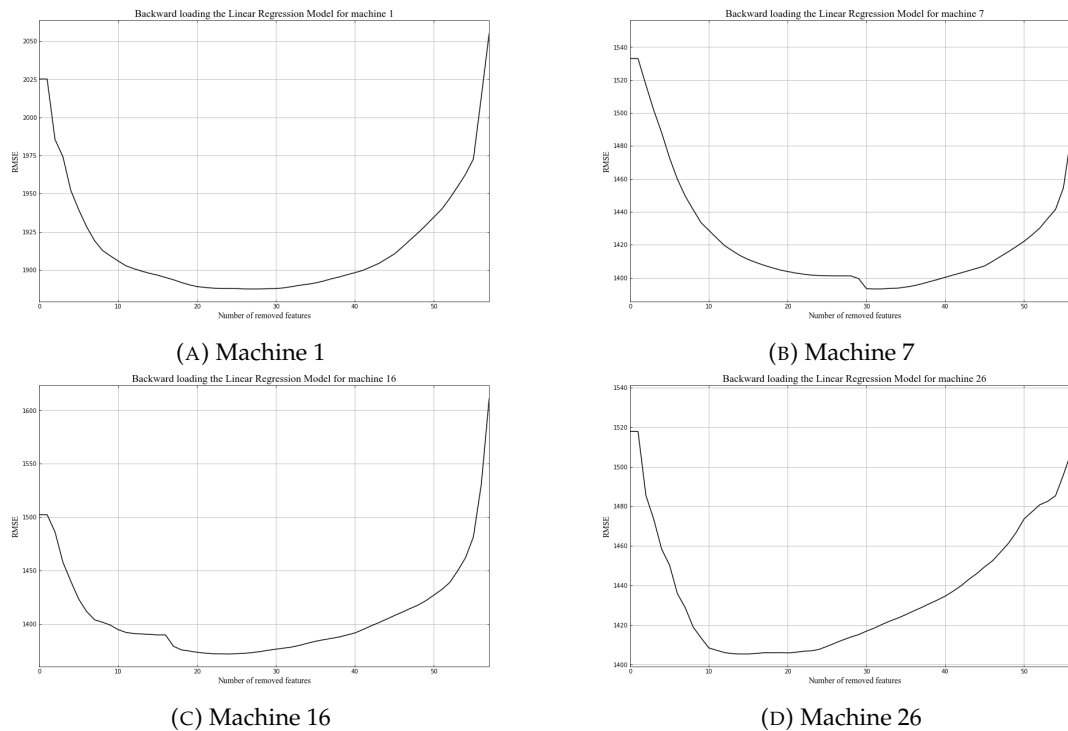 Backward loading the Linear Regression Model for machine 1
2050
2025
2000
1975
1950
1925
1900
RMSE
0 10 20 30 40 50
Number of removed features
(A) Machine 1
Backward loading the Linear Regression Model for machine 7
1540
1520
1500
1480
1460
1440
1420
1400
RMSE
0 10 20 30 40 50
Number of removed features
(B) Machine 7
Backward loading the Linear Regression Model for machine 16
1600
1550
1500
1450
1400
RMSE
0 10 20 30 40 50
Number of removed features
(C) Machine 16
Backward loading the Linear Regression Model for machine 26
1540
1520
1500
1480
1460
1440
1420
1400
RMSE
0 10 20 30 40 50
Number of removed features
(D) Machine 26